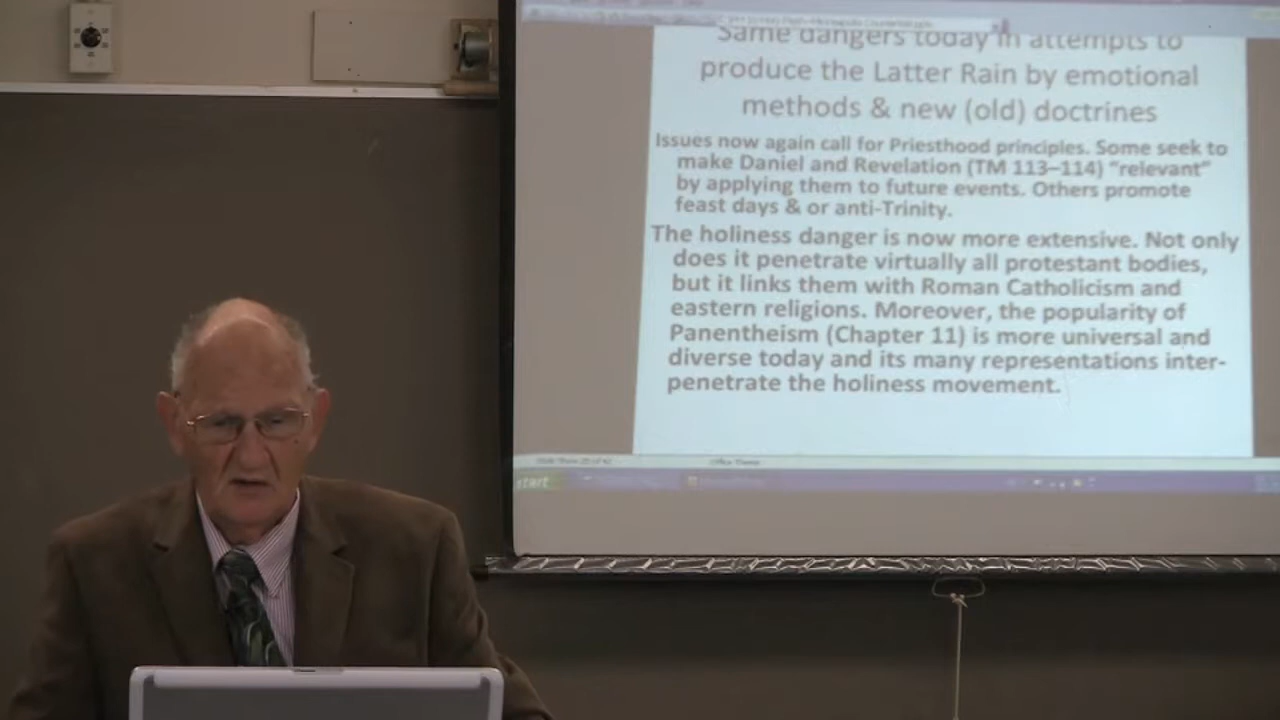 Same dangers today in attempts to
produce the Latter Rain by emotional
methods & new (old) doctrines
Issues now again call for Priesthood principles. Some seek to
make Daniel and Revelation (TM 113–114) "relevant"
by applying them to future events. Others promote
feast days & or anti-Trinity.
The holiness danger is now more extensive. Not only
does it penetrate virtually all protestant bodies,
but it links them with Roman Catholicism and
eastern religions. Moreover, the popularity of
Panentheism (Chapter 11) is more universal and
diverse today and its many representations inter-
penetrate the holiness movement.
Office Theme
start